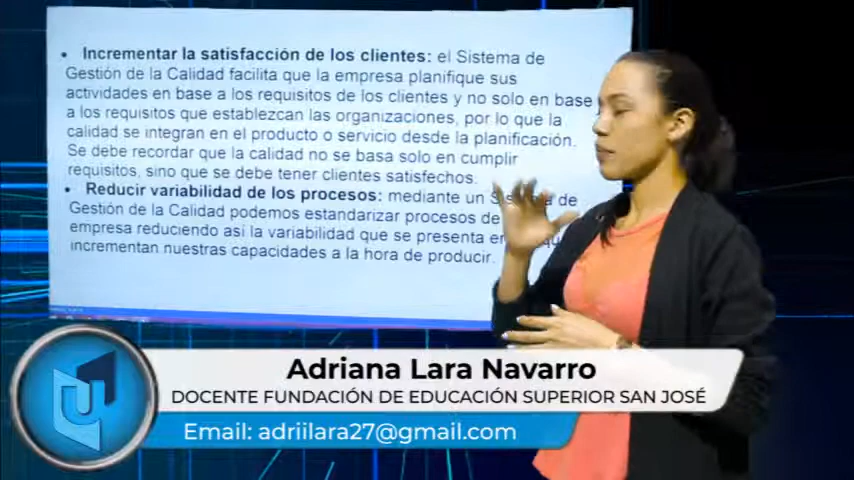 Incrementar la satisfacción de los clientes: el Sistema de
Gestión de la Calidad facilita que la empresa planifique sus
actividades en base a los requisitos de los clientes y no solo en base
a los requisitos que establezcan las organizaciones, por lo que la
calidad se integran en el producto o servicio desde la planificación.
Se debe recordar que la calidad no se basa solo en cumplir
requisitos, sino que se debe tener clientes satisfechos.
Reducir variabilidad de los procesos: mediante un de
Gestión de la Calidad podemos estandarizar procesos de
empresa reduciendo así la variabilidad que se presenta
incrementan nuestras capacidades a la hora de producir.
Adriana Lara Navarro
DOCENTE FUNDACIÓN DE EDUCACIÓN SUPERIOR SAN JOSÉ
Email: adriilara27@gmail.com